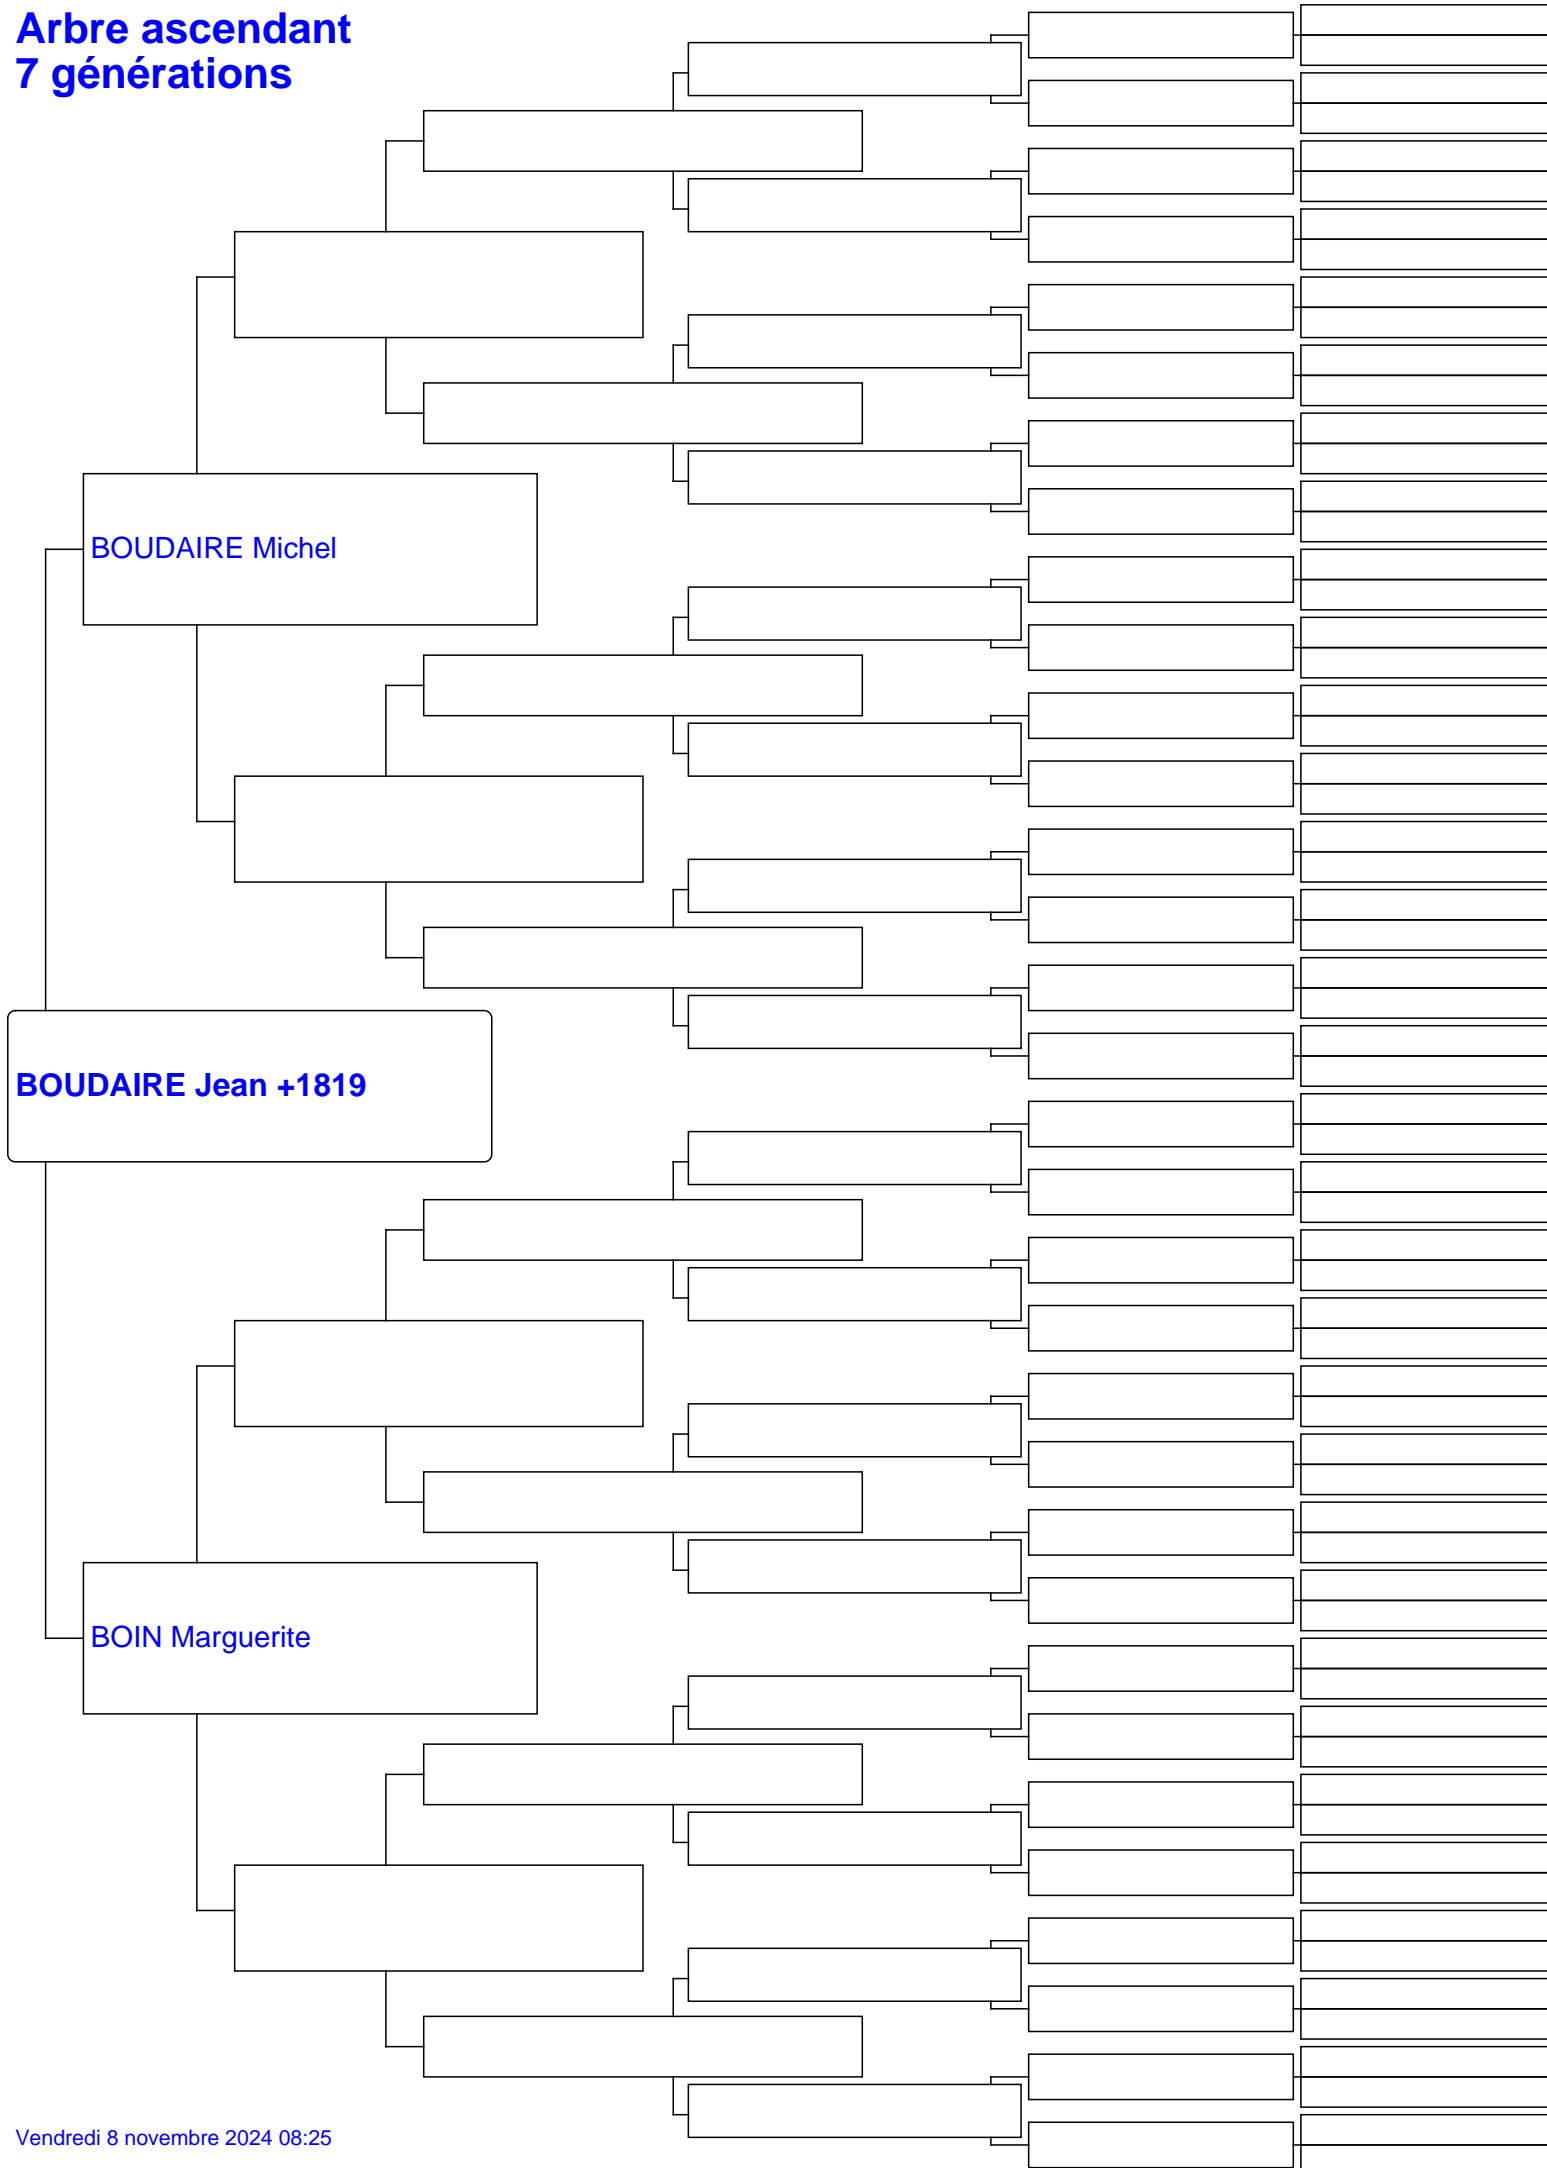 Arbre ascendant
7 générations
BOUDAIRE Michel
BOUDAIRE Jean +1819
BOIN Marguerite
Vendredi 8 novembre 2024 08:25